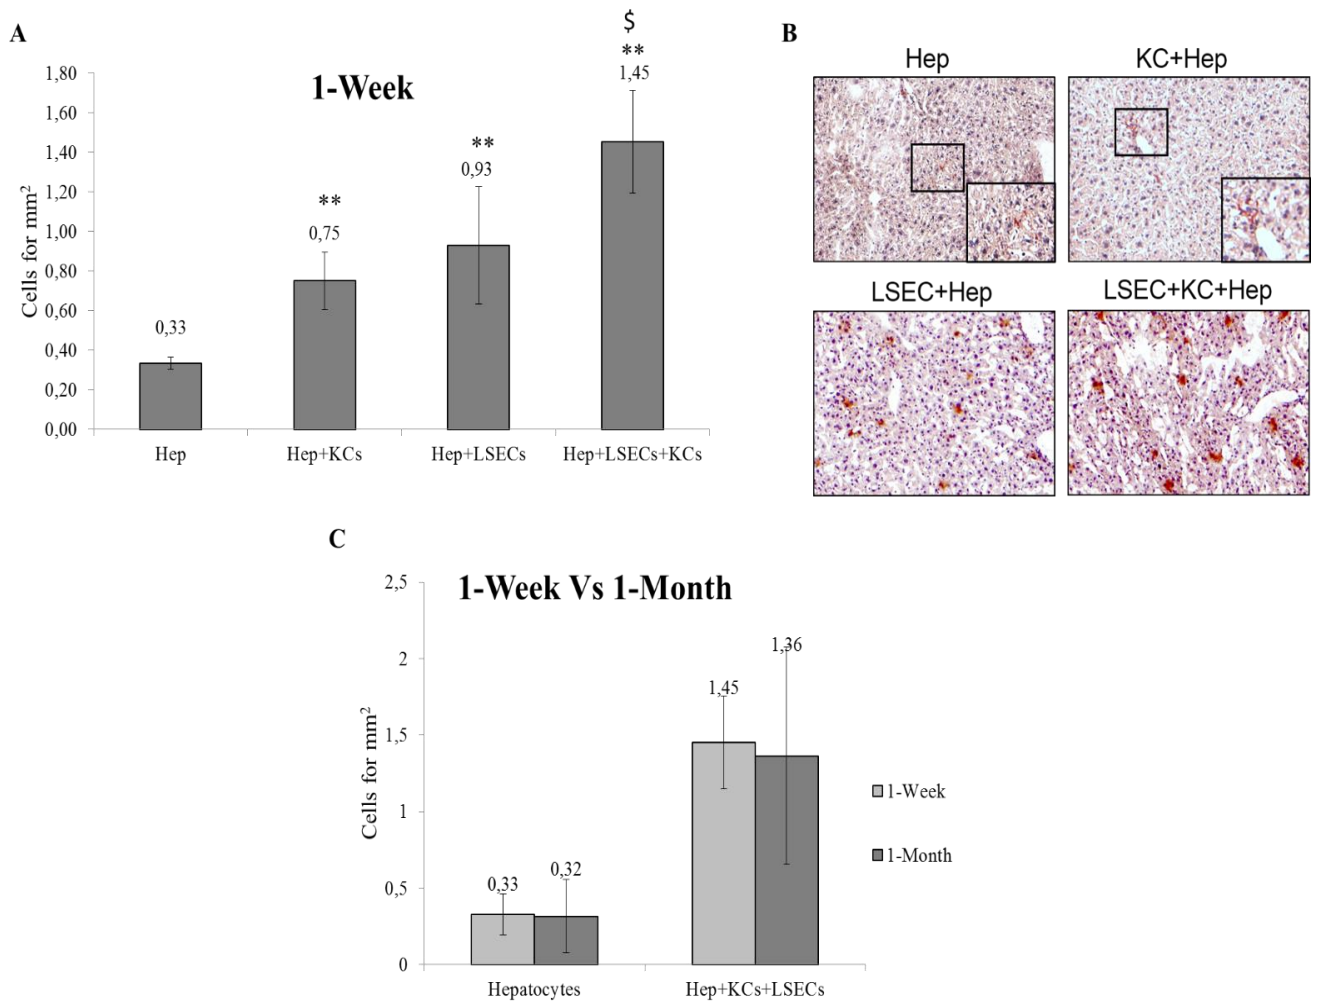 A
1-Week
Cells for mm²
1,80
1,60
1,40
1,20
1,00
0,80
0,60
0,40
0,20
0,00
0,33
**
0,75
**
0,93
$
**
1,45
Hep
Hep+KCs
Hep+LSECs
Hep+LSECs+KCs
B
Hep
KC+Hep
LSEC+Hep
LSEC+KC+Hep
C
1-Week Vs 1-Month
Cells for mm²
2,5
2
1,5
1
0,5
0
0,33
0,32
1,45
1,36
Hepatocytes
Hep+KCs+LSECs
1-Week
1-Month